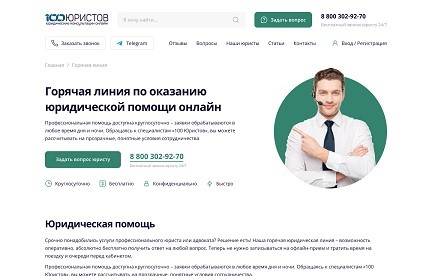 100ЮРИСТОВ
ЮРИДИЧЕСКИЕ КОНСУЛЬТАЦИИ ОНЛАЙН
Я хочу найти...
Задать вопрос
8 800 302-92-70
Бесплатный звонок юристу 24/7
Заказать звонок
Telegram
Отзывы Вопросы Наши юристы Статьи Контакты
Вход / Регистрация
Главная / Горячая линия
Горячая линия по оказанию
юридической помощи онлайн
Профессиональная помощь доступна круглосуточно – заявки обрабатываются в
любое время дня и ночи. Обращаясь к специалистам «100 Юристов», вы можете
рассчитывать на прозрачные, понятные условия сотрудничества
Задать вопрос юристу
8 800 302-92-70
Бесплатный звонок юристу 24/7
Круглосуточно Бесплатно Конфиденциально Быстро
Юридическая помощь
Срочно понадобились услуги профессионального юриста или адвоката? Решение есть! Наша горячая юридическая линия – возможность
оперативно, абсолютно бесплатно получить ответ на любой вопрос. Теперь не нужно записываться на офлайн-прием и тратить время на
поездку и очереди перед кабинетом.
Профессиональная помощь доступна круглосуточно – заявки обрабатываются в любое время дня и ночи. Обращаясь к специалистам «100
Юристов», вы можете рассчитывать на прозрачные, понятные условия сотрудничества.